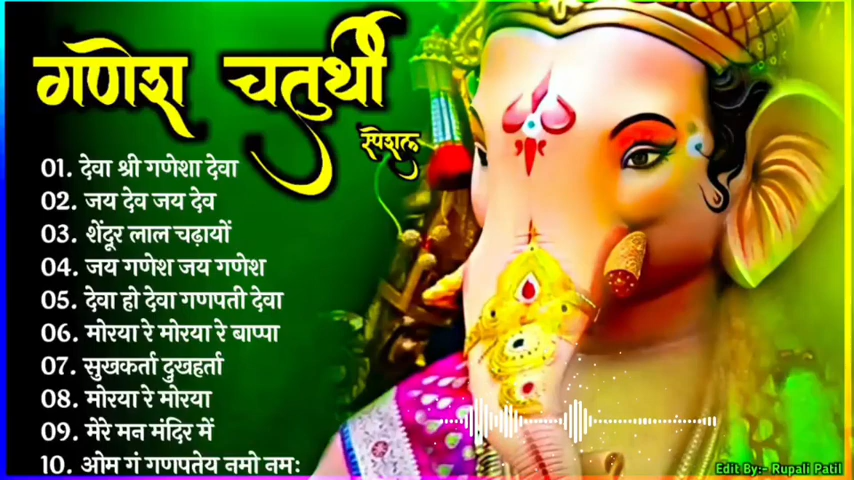 गणेश चतुर्थी
स्पेशल
01. देवा श्री गणेशा देवा
02. जय देव जय देव
03. शेंदूर लाल चढ़ायों
04. जय गणेश जय गणेश
05. देवा हो देवा गणपती देवा
06. मोरया रे मोरया रे बाप्पा
07. सुखकर्ता दुखहर्ता
08. मोरया रे मोरया
09. मेरे मन मंदिर में
10. ओम गं गणपतेय नमो नमः
Edit By:- Rupali Patil